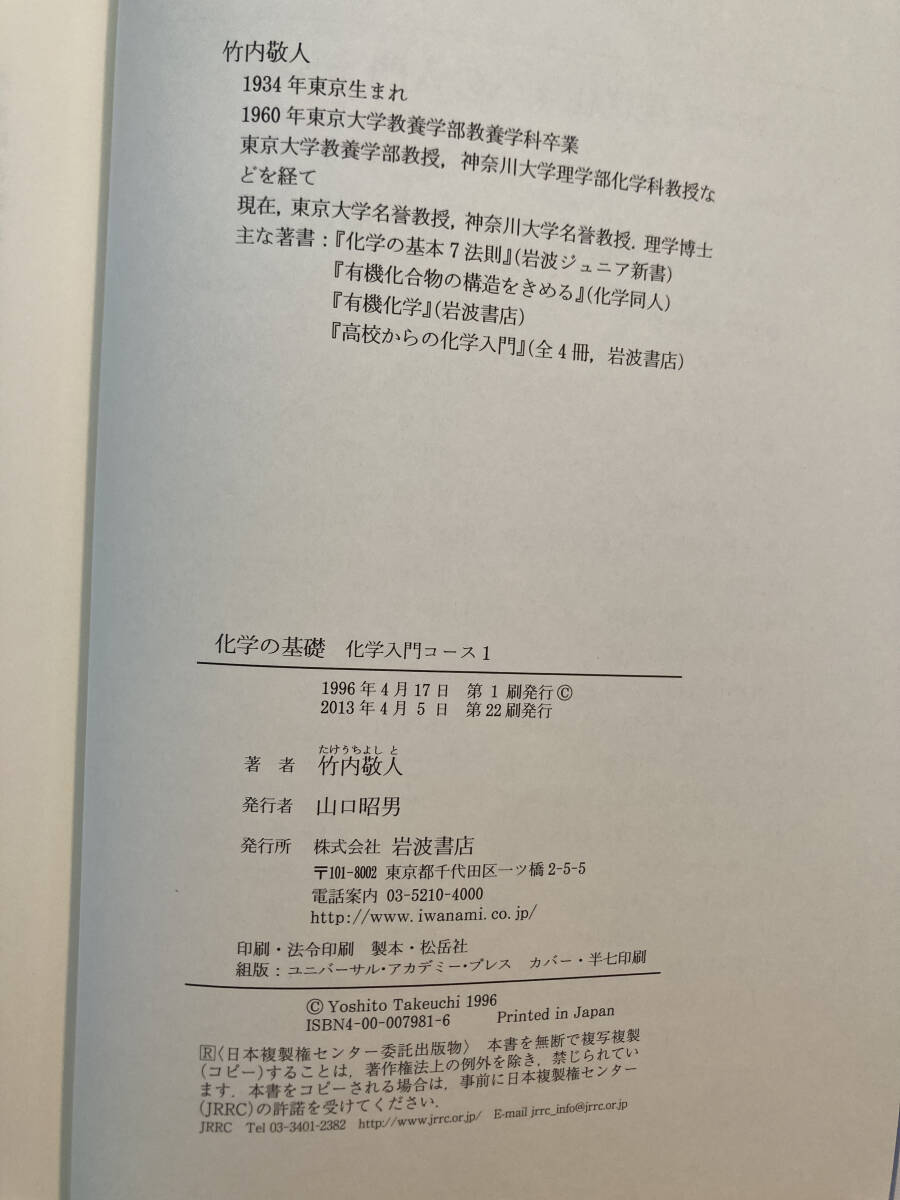 竹内敬人
1934年東京生まれ
1960年東京大学教養学部教養学科卒業
東京大学教養学部教授，神奈川大学理学部化学科教授な
どを経て
現在，東京大学名誉教授，神奈川大学名誉教授．理学博士
主な著書：『化学の基本7法則』（岩波ジュニア新書）
『有機化合物の構造をきめる』（化学同人）
『有機化学』（岩波書店）
『高校からの化学入門』（全4冊，岩波書店）
化学の基礎 化学入門コース1
1996年4月17日 第1刷発行©
2013年4月5日 第22刷発行
たけうちよしと
著者 竹内敬人
発行者 山口昭男
発行所 株式会社 岩波書店
〒101-8002 東京都千代田区一ツ橋2-5-5
電話案内 03-5210-4000
http://www.iwanami.co.jp/
印刷・法令印刷 製本・松岳社
組版：ユニバーサル・アカデミー・プレス カバー・半七印刷
© Yoshito Takeuchi 1996
ISBN4-00-007981-6 Printed in Japan
Ⓡ〈日本複製権センター委託出版物〉 本書を無断で複写複製
（コピー）することは，著作権法上の例外を除き，禁じられてい
ます．本書をコピーされる場合は，事前に日本複製権センター
（JRRC）の許諾を受けてください．
JRRC Tel 03-3401-2382 http://www.jrrc.or.jp/ E-mail jrrc_info@jrrc.or.jp